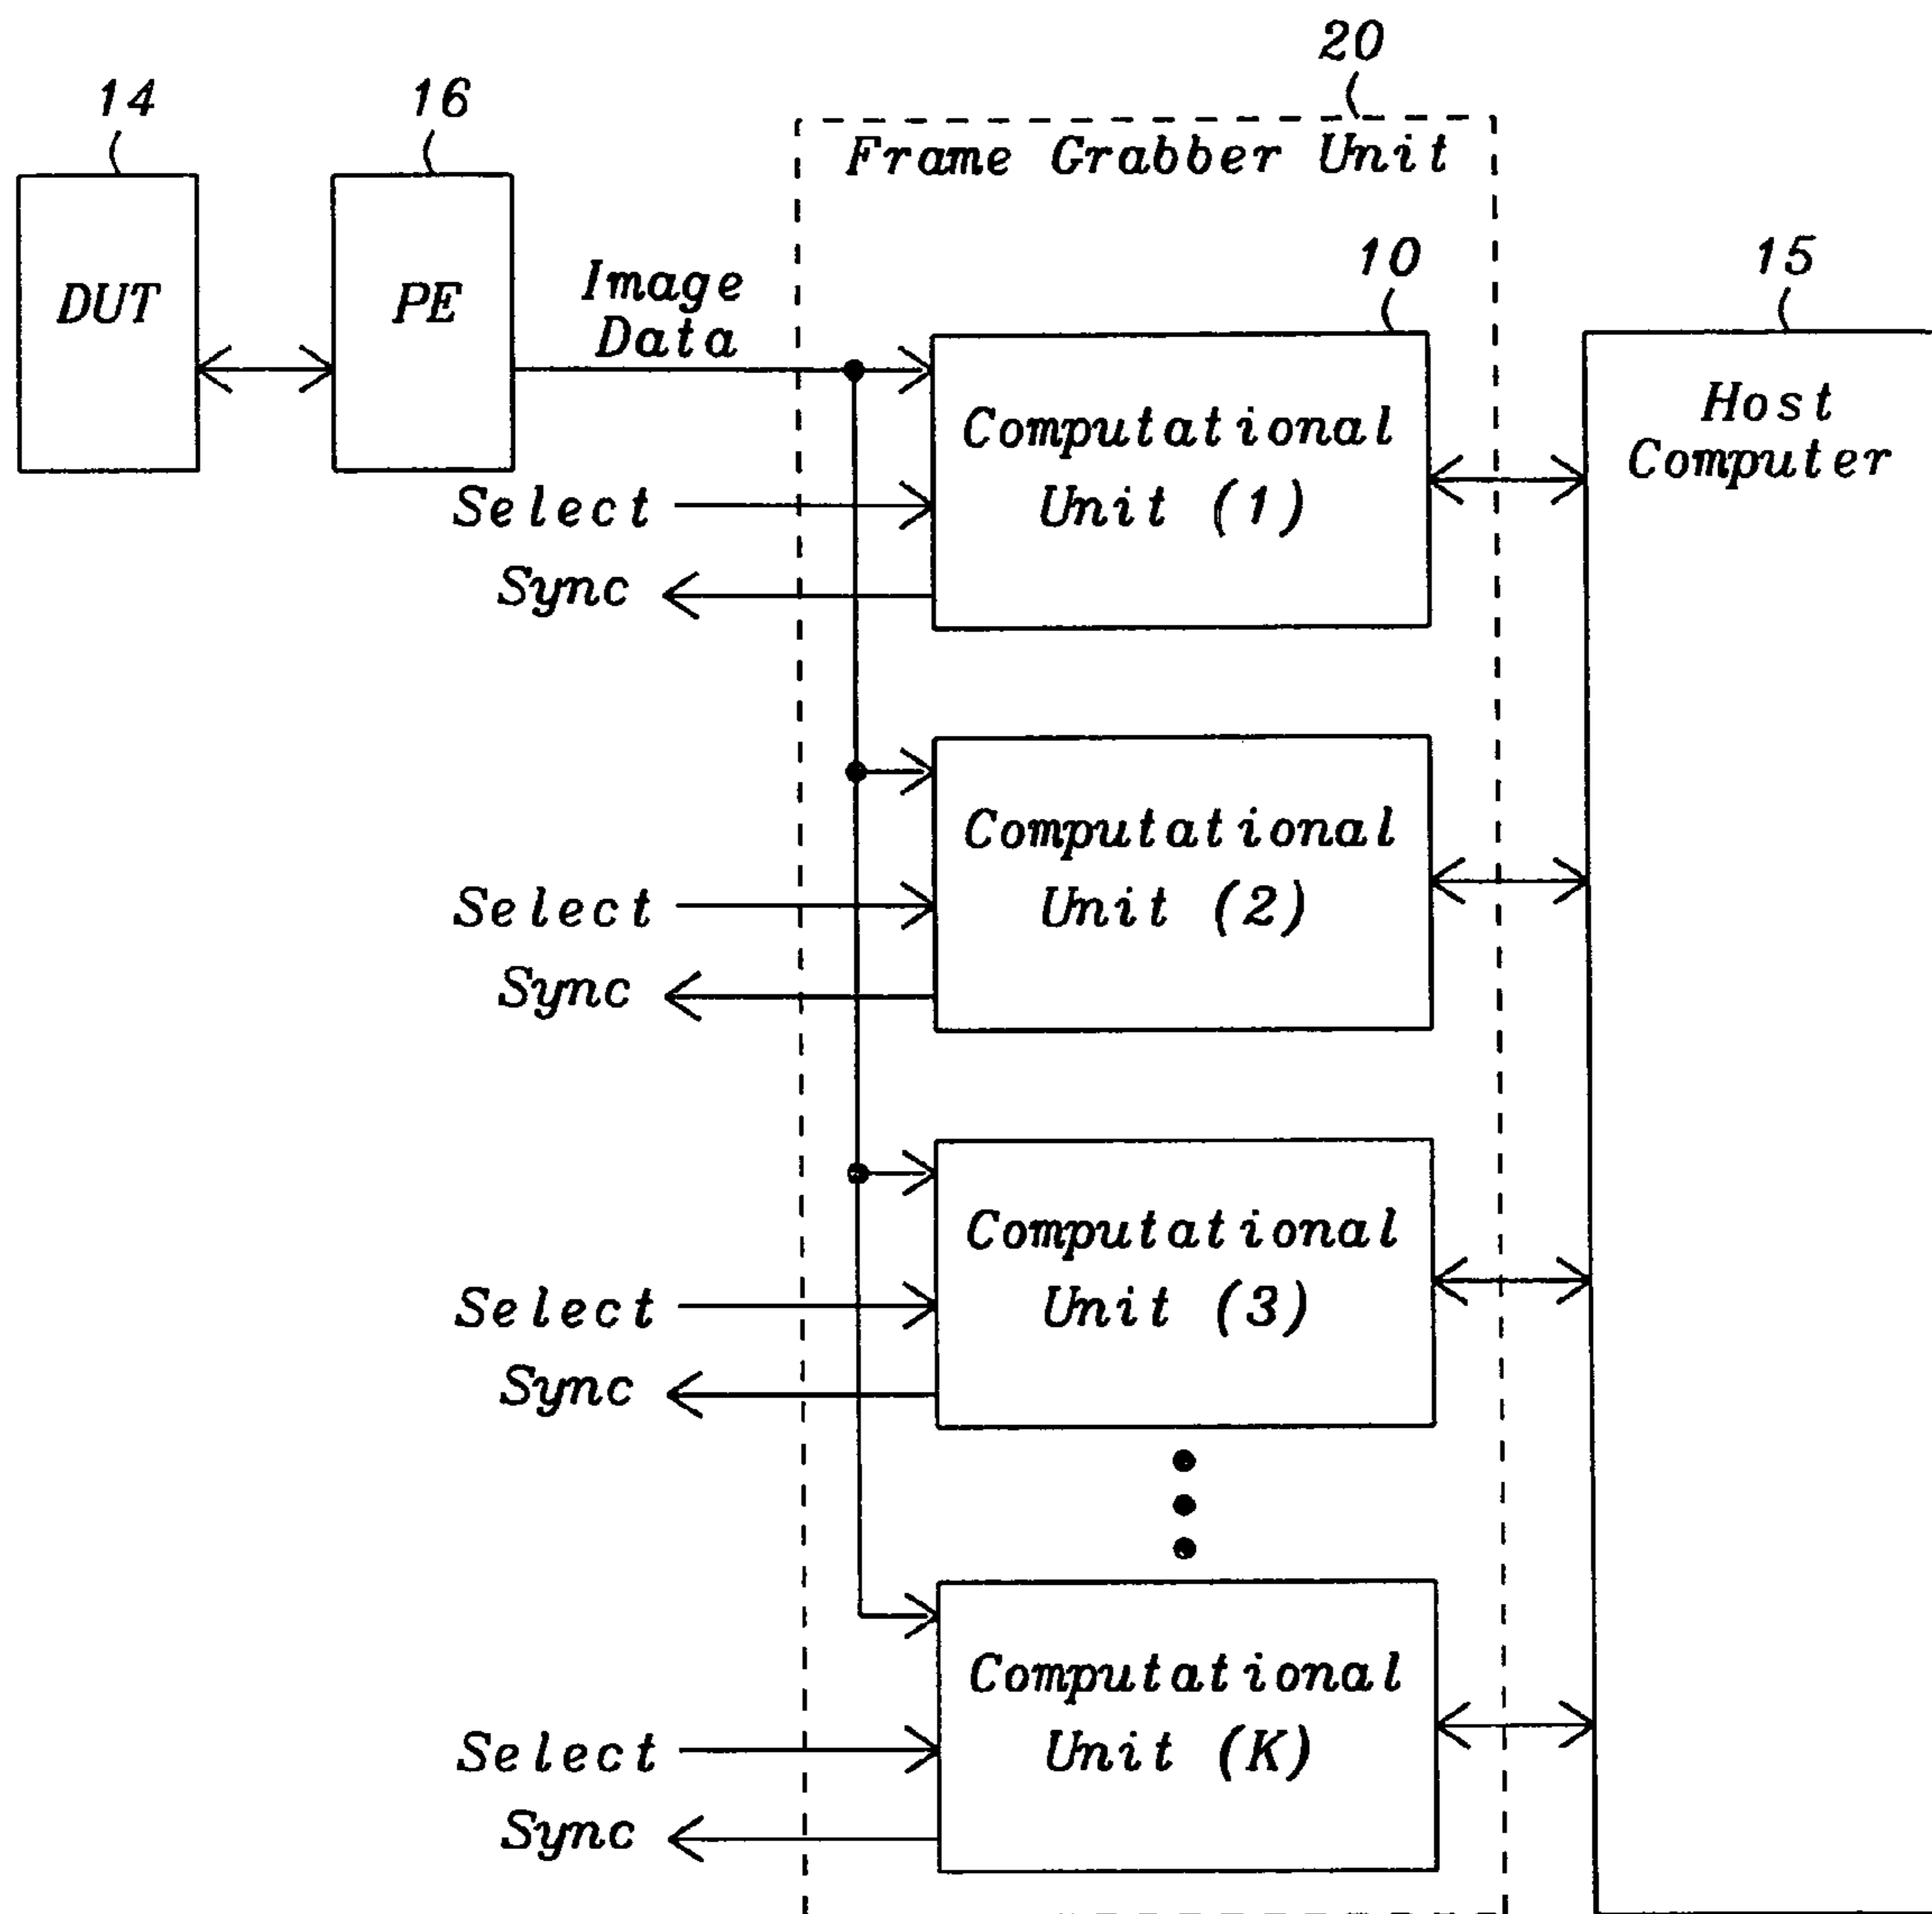 20
14
16
Frame Grabber Unit
10
15
DUT
PE
Image
Data
Host
Computer
Computational
Unit (1)
Select
Sync
Computational
Unit (2)
Select
Sync
Computational
Unit (3)
Select
Sync
Computational
Unit (K)
Select
Sync